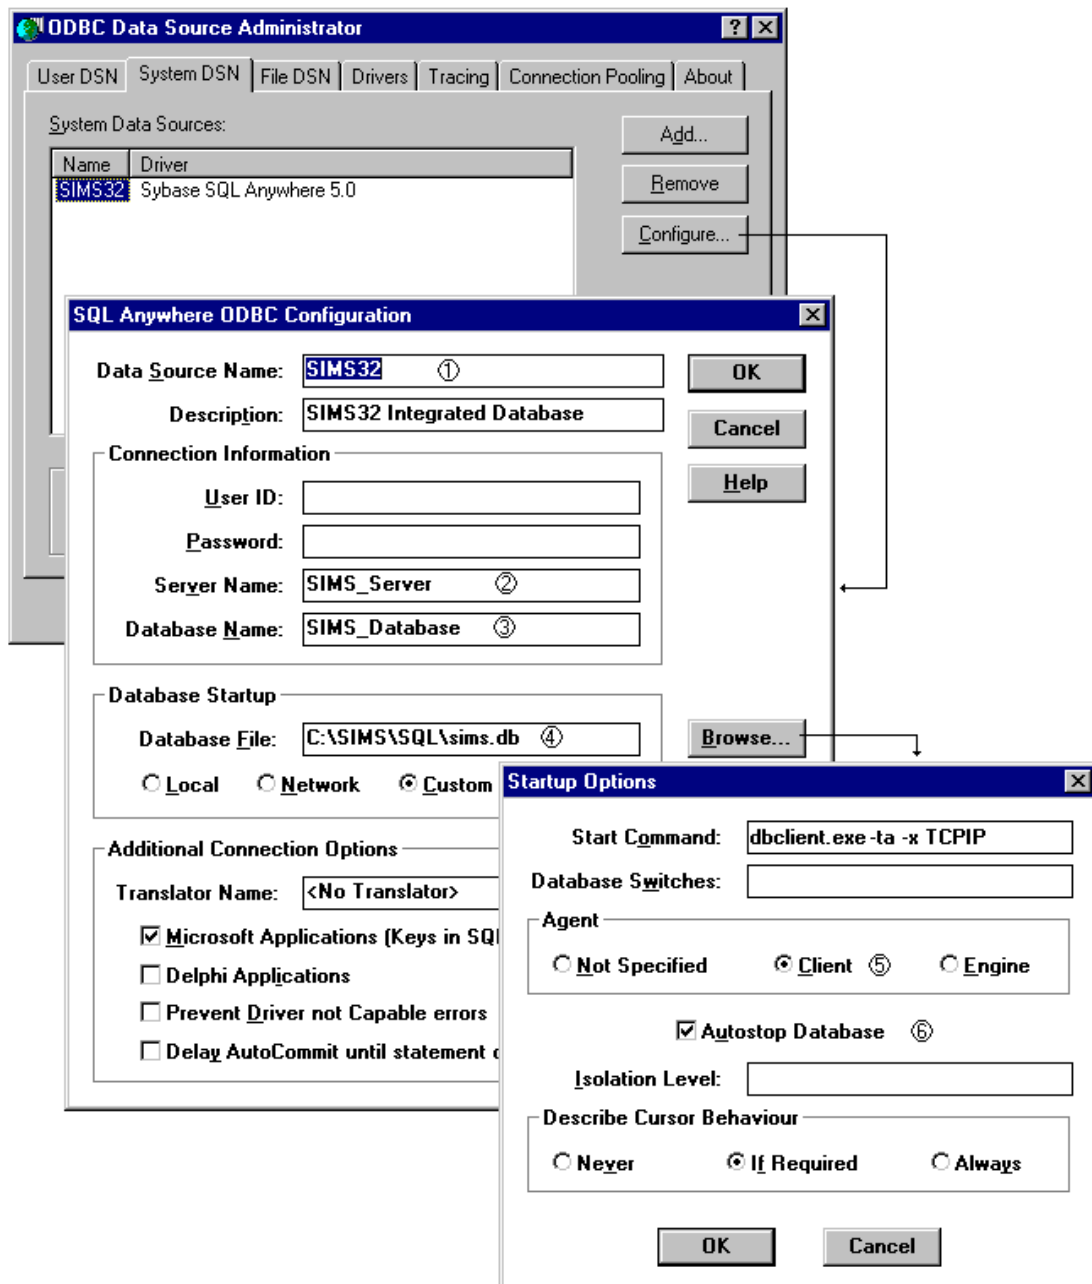 ODBC Data Source Administrator
User DSN System DSN File DSN Drivers Tracing Connection Pooling About
System Data Sources:
Add...
Name Driver
SIMS32 Sybase SQL Anywhere 5.0
Remove
Configure...
SQL Anywhere ODBC Configuration
Data Source Name: SIMS32 ①
OK
Description: SIMS32 Integrated Database
Cancel
Connection Information
Help
User ID:
Password:
Server Name: SIMS_Server ②
Database Name: SIMS_Database ③
Database Startup
Database File: C:\SIMS\SQL\sims.db ④
Browse...
Local Network Custom
Additional Connection Options
Translator Name: <No Translator>
Microsoft Applications (Keys in SQ
Delphi Applications
Prevent Driver not Capable errors
Delay AutoCommit until statement
Startup Options
Start Command: dbclient.exe -ta -x TCPIP
Database Switches:
Agent
Not Specified Client ⑤ Engine
Autostop Database ⑥
Isolation Level:
Describe Cursor Behaviour
Never If Required Always
OK Cancel